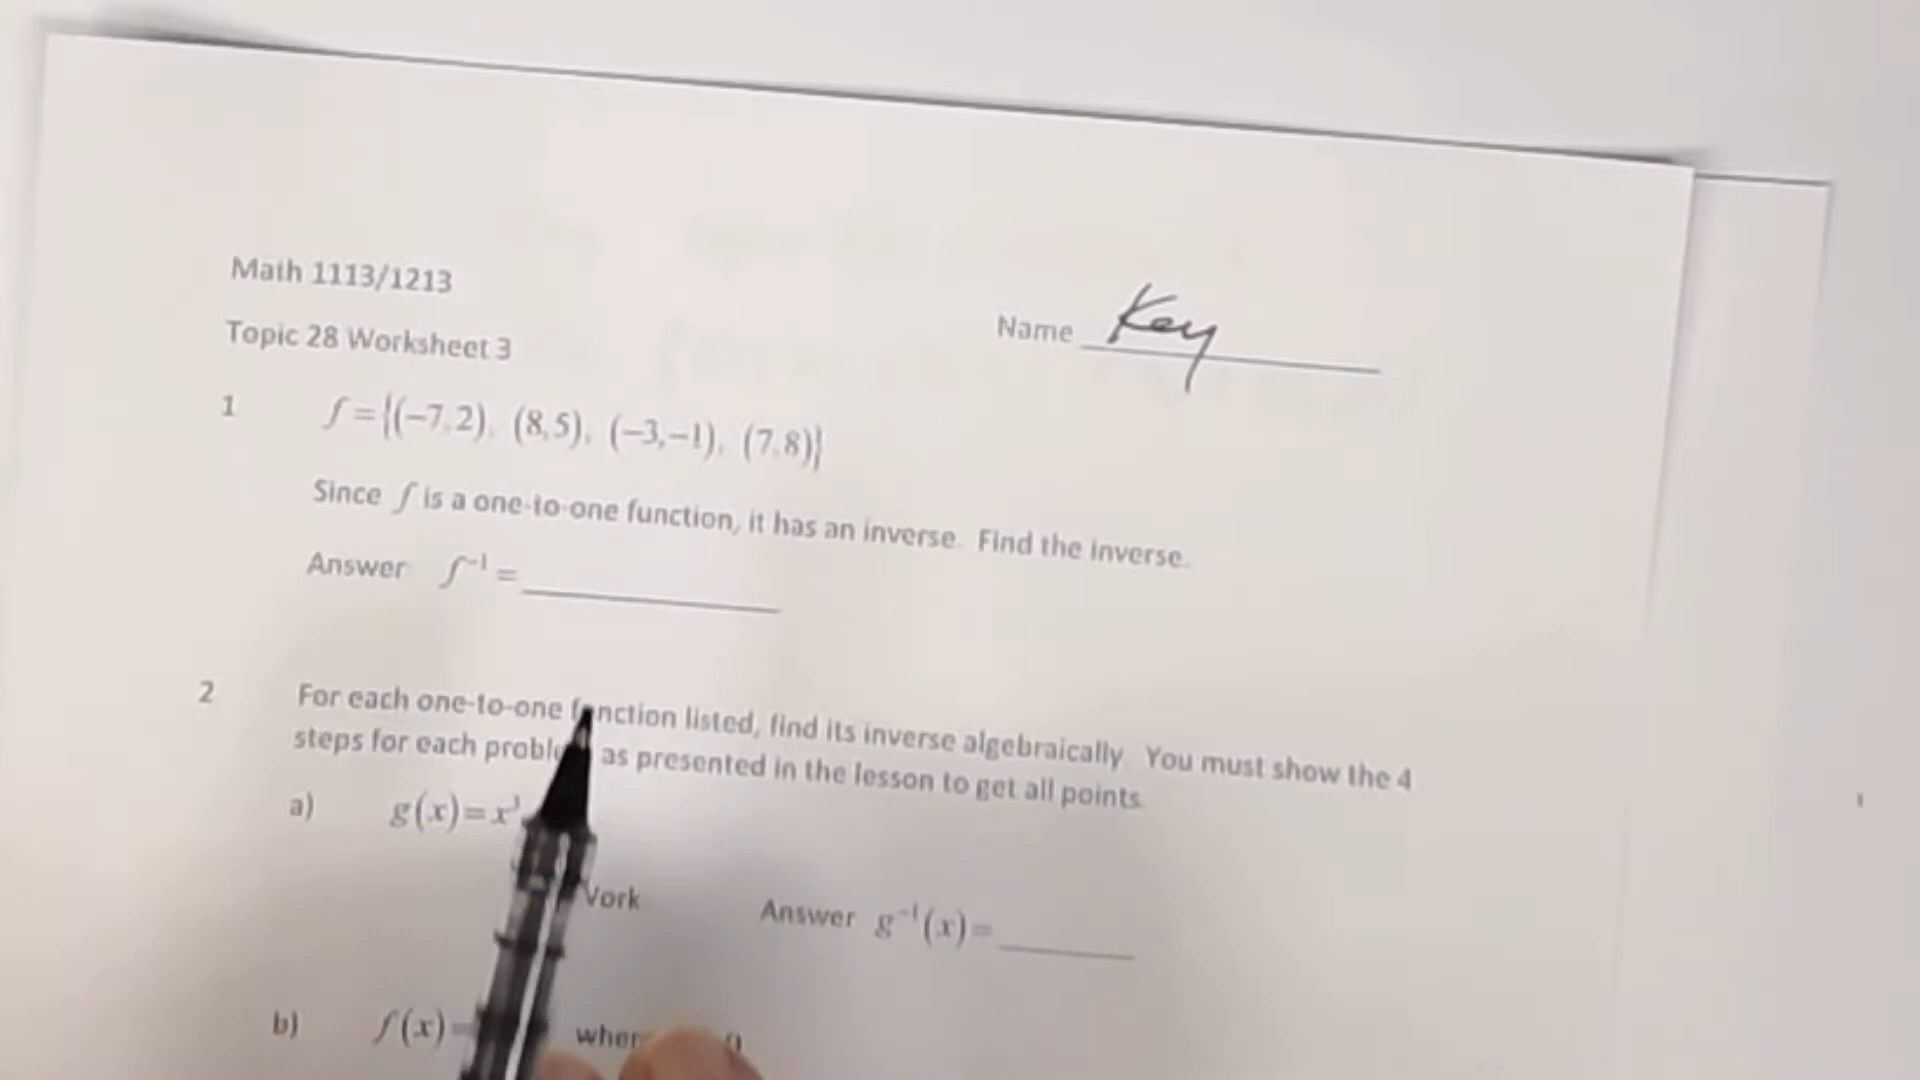 Math 1113/1213
Name Key
Topic 28 Worksheet 3
1 f={(−7,2), (8,5), (−3,−1), (7,8)}
Since f is a one-to-one function, it has an inverse. Find the inverse.
Answer f⁻¹ =
2 For each one-to-one function listed, find its inverse algebraically. You must show the 4
steps for each problem as presented in the lesson to get all points.
a) g(x)=x³
Work Answer g⁻¹(x)=
b) f(x)= where